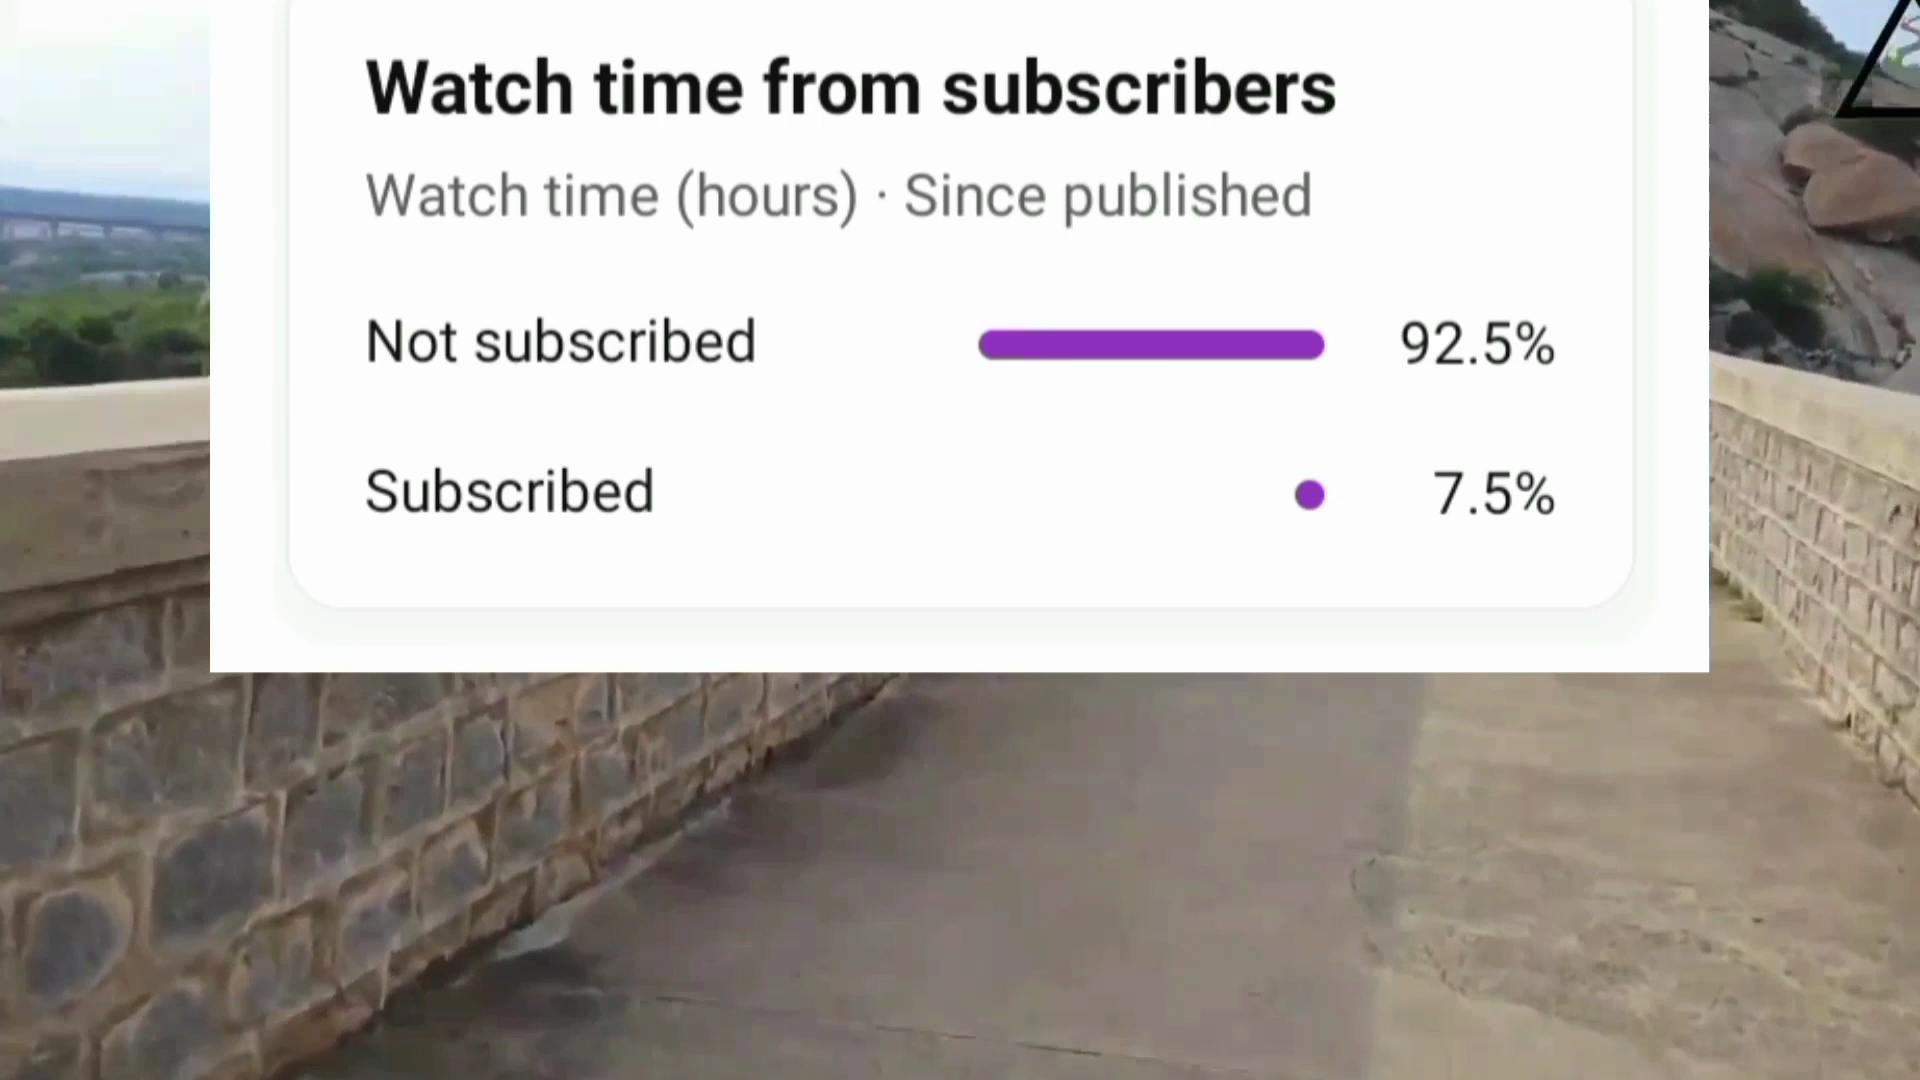 Watch time from subscribers
Watch time (hours) · Since published
Not subscribed 92.5%
Subscribed 7.5%